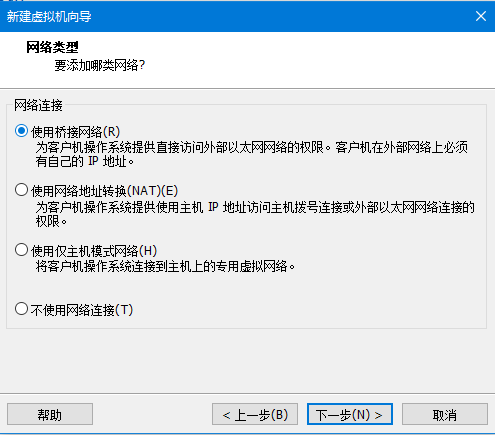 新建虚拟机向导
网络类型
要添加哪类网络?
网络连接
使用桥接网络(R)
为客户机操作系统提供直接访问外部以太网网络的权限。客户机在外部网络上必须
有自己的 IP 地址。
使用网络地址转换(NAT)(E)
为客户机操作系统提供使用主机 IP 地址访问主机拨号连接或外部以太网网络连接的
权限。
使用仅主机模式网络(H)
将客户机操作系统连接到主机上的专用虚拟网络。
不使用网络连接(T)
帮助 < 上一步(B) 下一步(N) > 取消